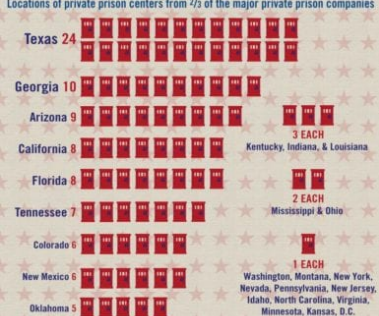 Locations of private prison centers from 2/3 of the major private prison companies
Texas 24
Georgia 10
Arizona 9
California 8
Florida 8
Tennessee 7
Colorado 6
New Mexico 6
Oklahoma 5
3 EACH
Kentucky, Indiana, & Louisiana
2 EACH
Mississippi & Ohio
1 EACH
Washington, Montana, New York,
Nevada, Pennsylvania, New Jersey,
Idaho, North Carolina, Virginia,
Minnesota, Kansas, D.C.